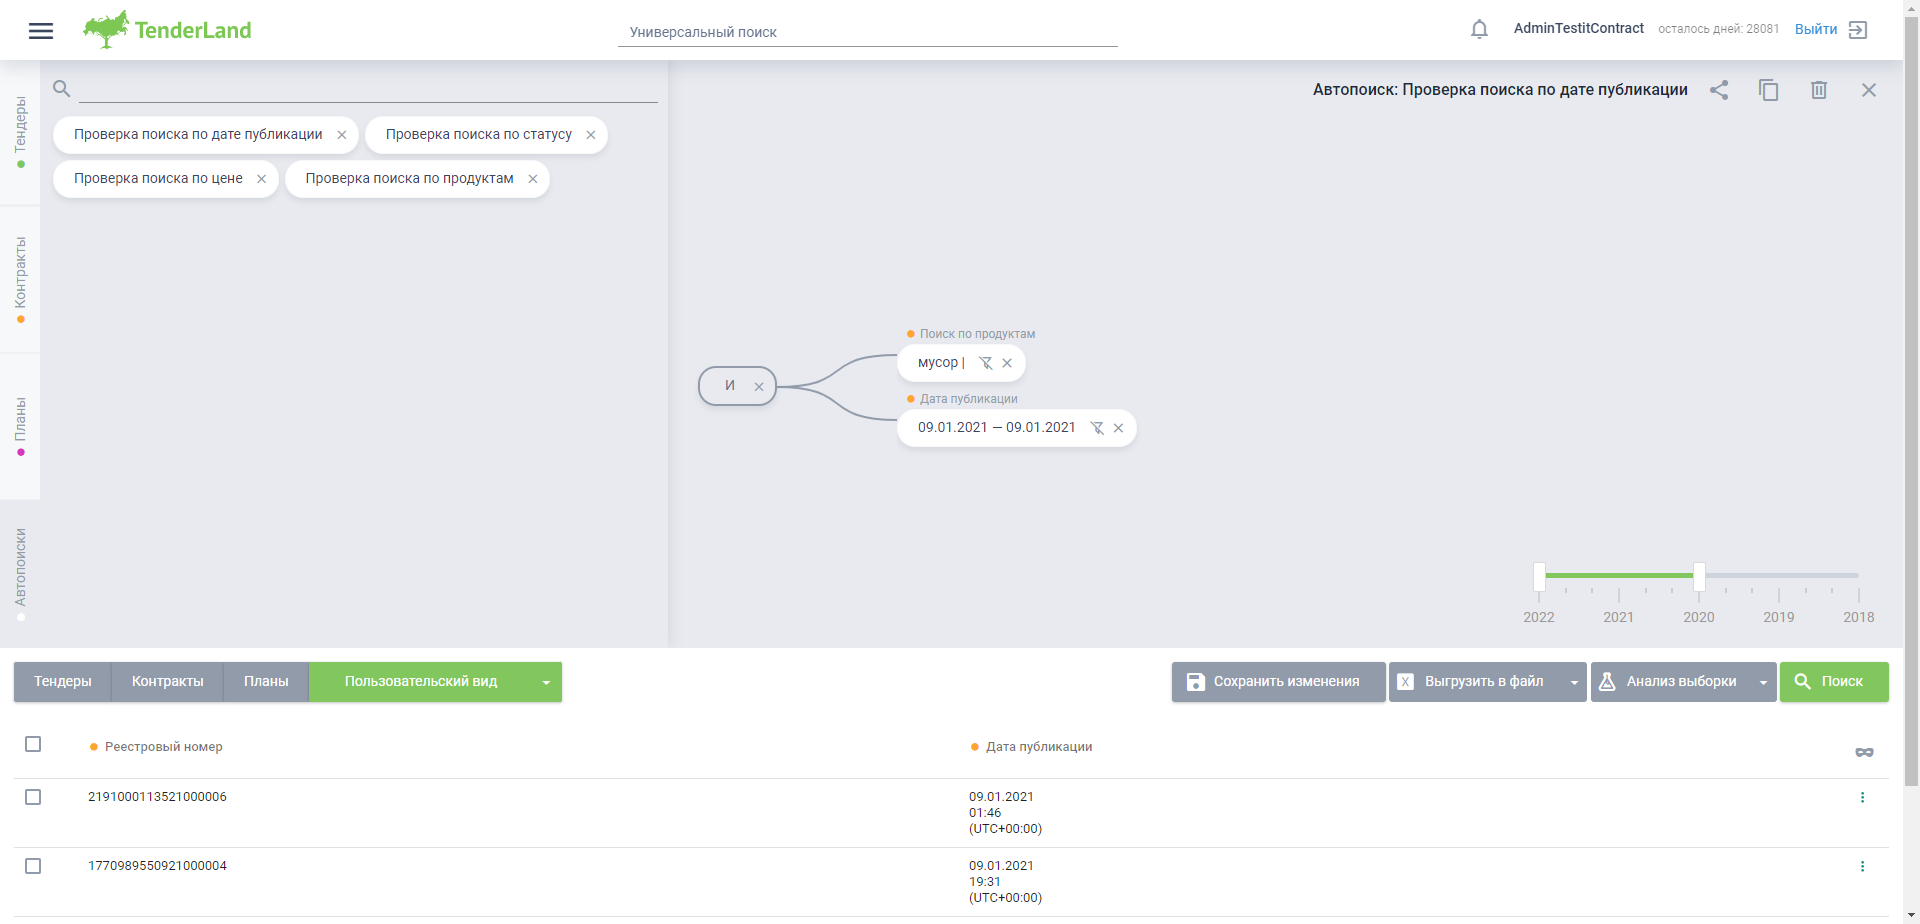 TenderLand
Универсальный поиск
AdminTestitContract
осталось дней: 28081
Выйти
Тендеры
Контракты
Планы
Автопоиски
Проверка поиска по дате публикации
Проверка поиска по статусу
Проверка поиска по цене
Проверка поиска по продуктам
Автопоиск: Проверка поиска по дате публикации
И
Поиск по продуктам
мусор |
Дата публикации
09.01.2021 — 09.01.2021
2022 2021 2020 2019 2018
Тендеры Контракты Планы Пользовательский вид
Сохранить изменения
X Выгрузить в файл
Анализ выборки
Поиск
Реестровый номер
Дата публикации
2191000113521000006
09.01.2021
01:46
(UTC+00:00)
1770989550921000004
09.01.2021
19:31
(UTC+00:00)